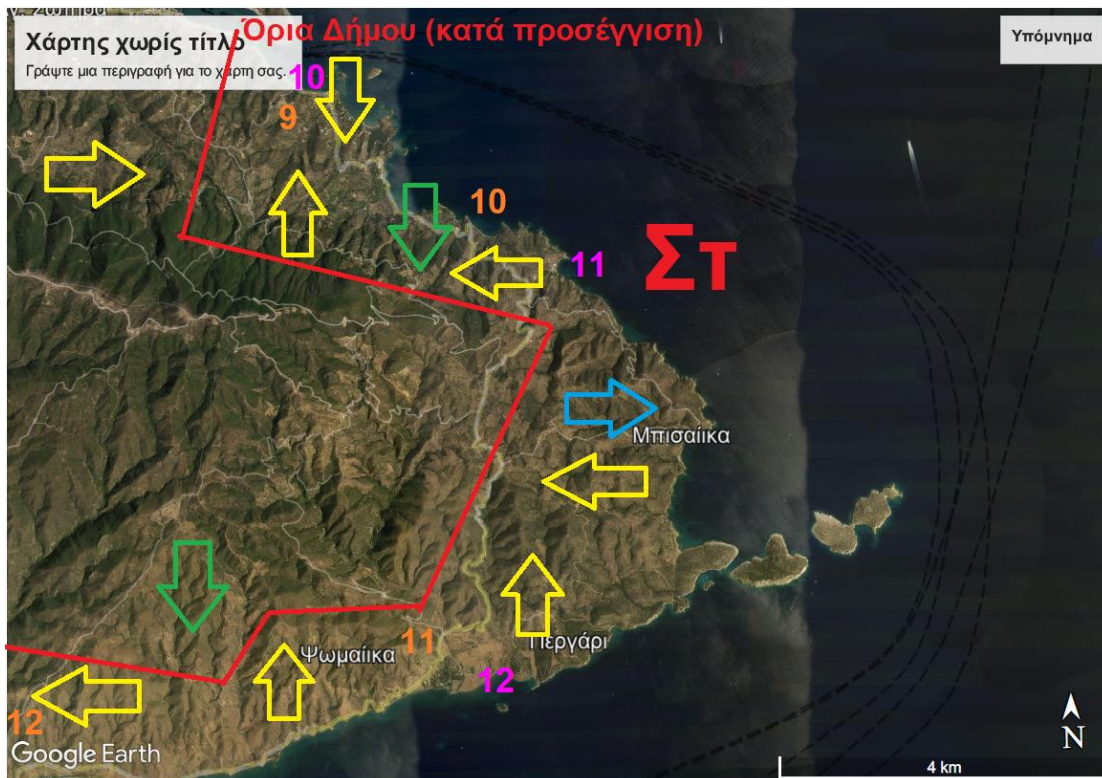 Όρια Δήμου (κατά προσέγγιση)
Χάρτης χωρίς τίτλο
Γράψτε μια περιγραφή για το χάρτη σας.
Υπόμνημα
10
9
10
Στ
11
Μπισαίικα
Περγάρι
11
Ψωμαίικα
12
12
Google Earth
N
4 km